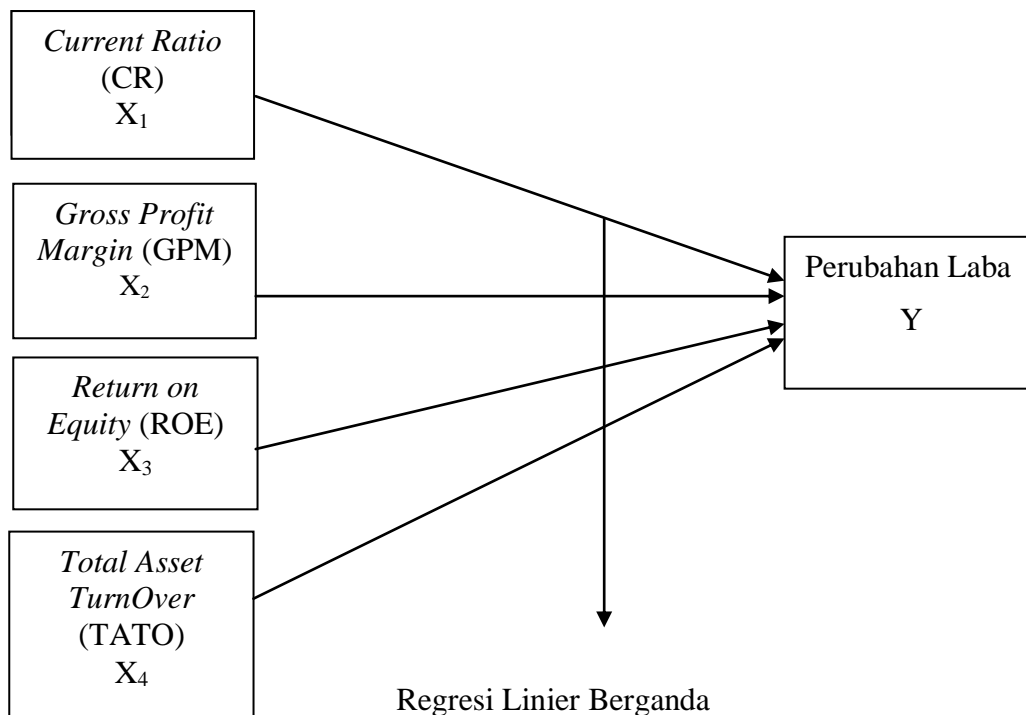 Current Ratio
(CR)
X₁
Gross Profit
Margin (GPM)
X₂
Return on
Equity (ROE)
X₃
Total Asset
TurnOver
(TATO)
X₄
Perubahan Laba
Y
Regresi Linier Berganda